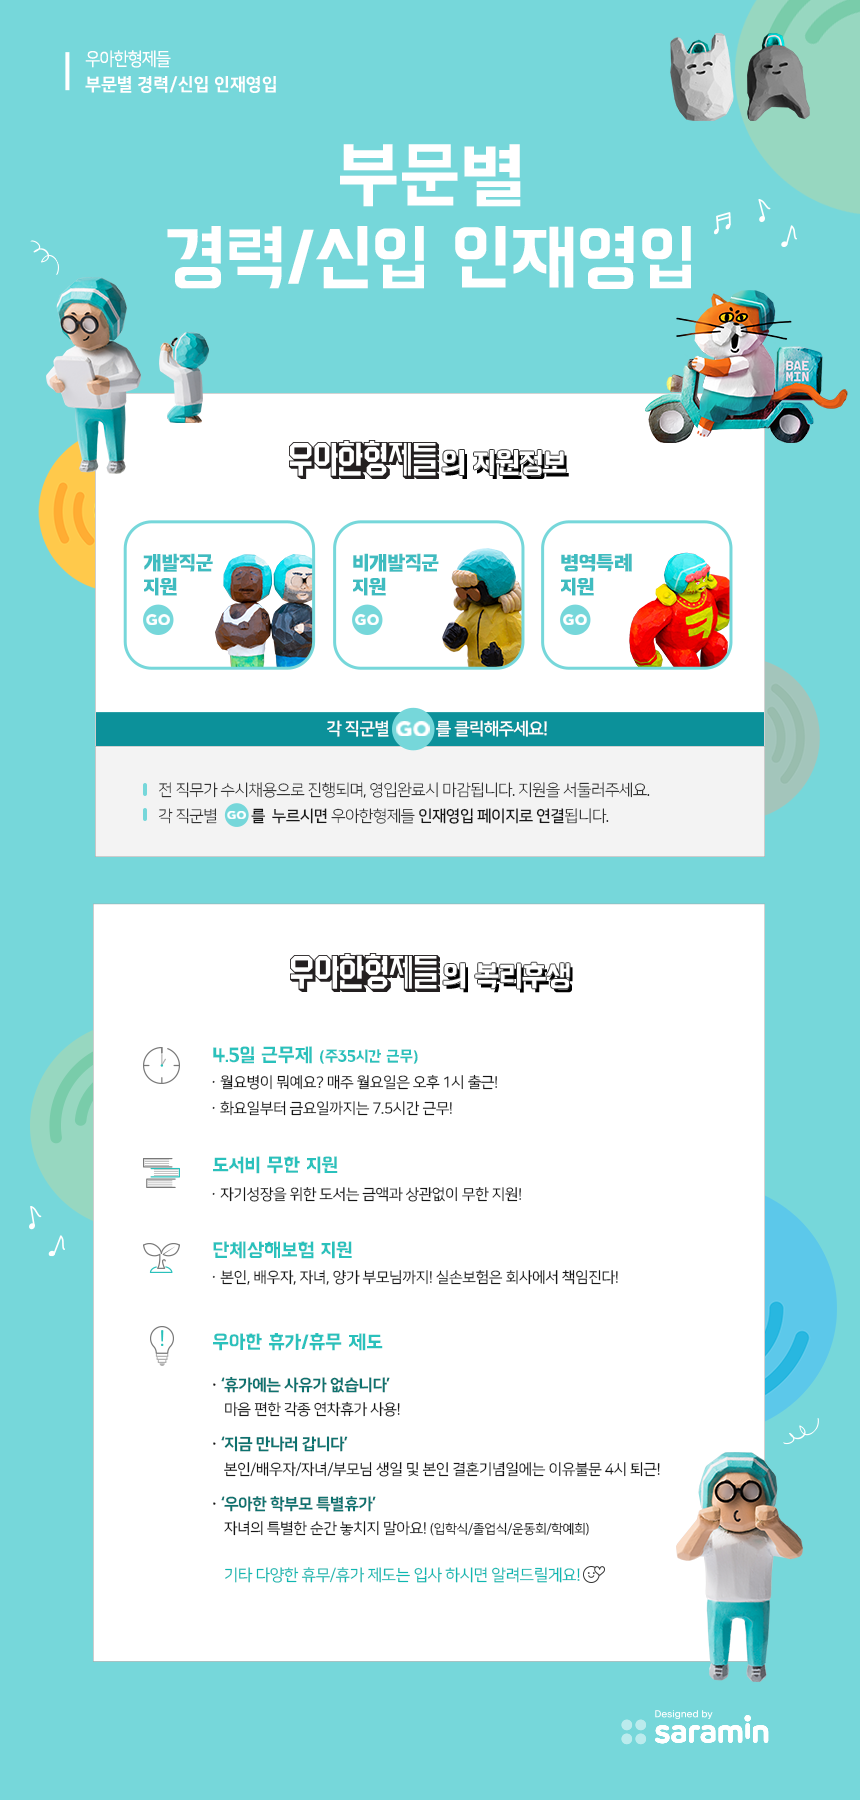 우아한형제들
부문별 경력/신입 인재영입
부문별
경력/신입 인재영입
BAE
MIN
우아한형제들의 지원정보
개발직군
지원
GO
비개발직군
지원
GO
병역특례
지원
GO
ㅋ
각 직군별 GO를 클릭해주세요!
전 직무가 수시채용으로 진행되며, 영입완료시 마감됩니다. 지원을 서둘러주세요.
각 직군별 GO를 누르시면 우아한형제들 인재영입 페이지로 연결됩니다.
우아한형제들의 복리후생
4.5일 근무제 (주35시간 근무)
· 월요병이 뭐예요? 매주 월요일은 오후 1시 출근!
· 화요일부터 금요일까지는 7.5시간 근무!
도서비 무한 지원
· 자기성장을 위한 도서는 금액과 상관없이 무한 지원!
단체상해보험 지원
· 본인, 배우자, 자녀, 양가 부모님까지! 실손보험은 회사에서 책임진다!
우아한 휴가/휴무 제도
· ‘휴가에는 사유가 없습니다’
마음 편한 각종 연차휴가 사용!
· ‘지금 만나러 갑니다’
본인/배우자/자녀/부모님 생일 및 본인 결혼기념일에는 이유불문 4시 퇴근!
· ‘우아한 학부모 특별휴가’
자녀의 특별한 순간 놓치지 말아요! (입학식/졸업식/운동회/학예회)
기타 다양한 휴무/휴가 제도는 입사 하시면 알려드릴게요!
Designed by
saramin